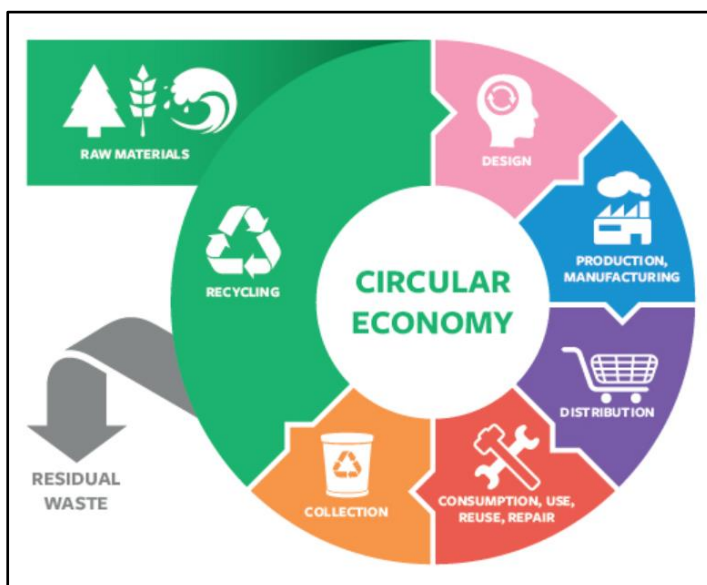 RAW MATERIALS
DESIGN
PRODUCTION,
MANUFACTURING
RECYCLING
CIRCULAR
ECONOMY
DISTRIBUTION
RESIDUAL
WASTE
COLLECTION
CONSUMPTION, USE,
REUSE, REPAIR